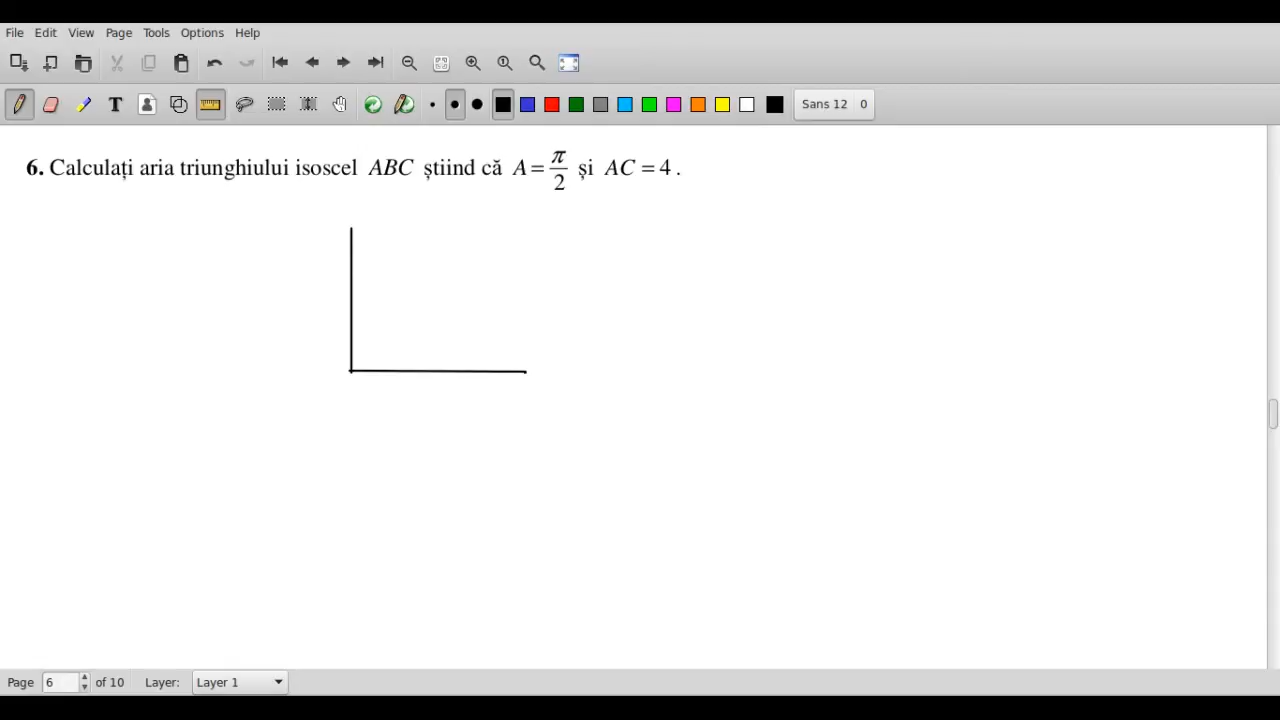 File Edit View Page Tools Options Help
T Sans 12 0
6. Calculați aria triunghiului isoscel ABC știind că A = π/2 și AC = 4 .
Page 6 of 10 Layer: Layer 1